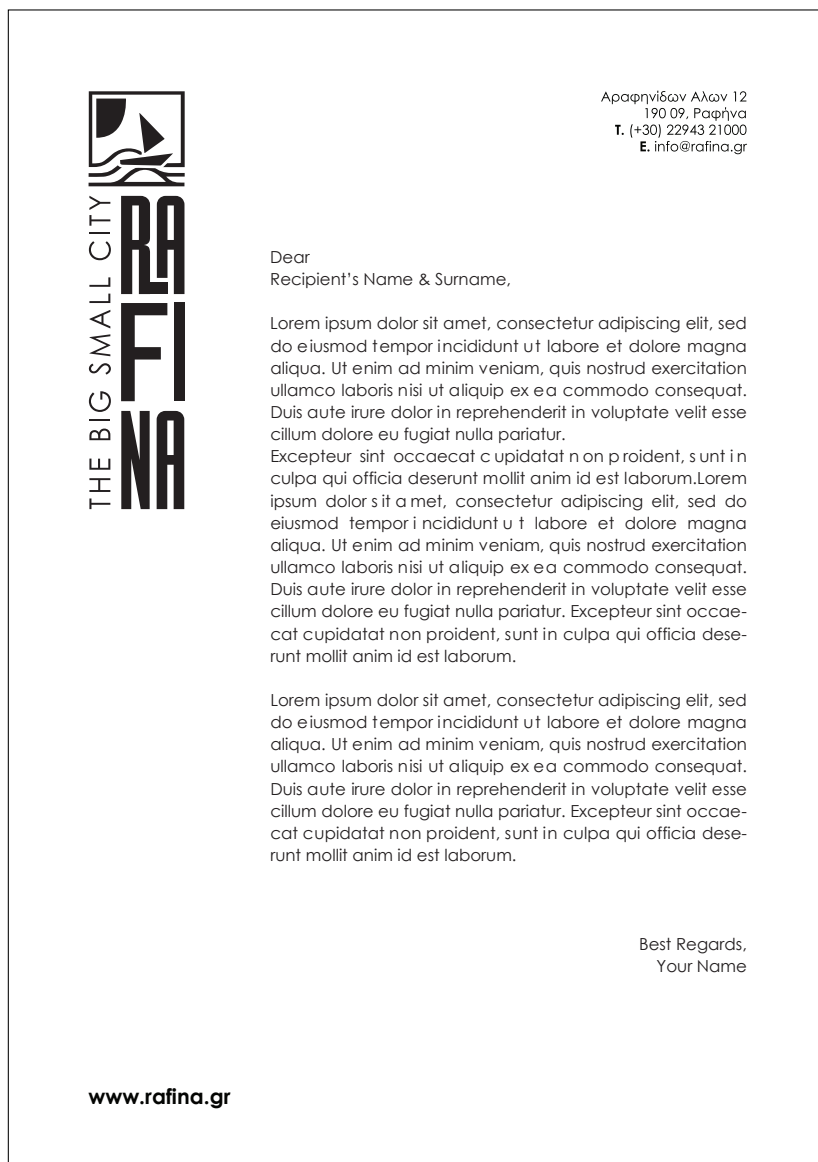 Αραφηνίδων Αλων 12
190 09, Ραφήνα
T. (+30) 22943 21000
E. info@rafina.gr
THE BIG SMALL CITY
RA
FI
NA
Dear
Recipient’s Name & Surname,
Lorem ipsum dolor sit amet, consectetur adipiscing elit, sed
do eiusmod tempor incididunt ut labore et dolore magna
aliqua. Ut enim ad minim veniam, quis nostrud exercitation
ullamco laboris nisi ut aliquip ex ea commodo consequat.
Duis aute irure dolor in reprehenderit in voluptate velit esse
cillum dolore eu fugiat nulla pariatur.
Excepteur sint occaecat c upidatat n on p roident, s unt i n
culpa qui officia deserunt mollit anim id est laborum.Lorem
ipsum dolor s it a met, consectetur adipiscing elit, sed do
eiusmod tempor i ncididunt u t labore et dolore magna
aliqua. Ut enim ad minim veniam, quis nostrud exercitation
ullamco laboris nisi ut aliquip ex ea commodo consequat.
Duis aute irure dolor in reprehenderit in voluptate velit esse
cillum dolore eu fugiat nulla pariatur. Excepteur sint occae-
cat cupidatat non proident, sunt in culpa qui officia dese-
runt mollit anim id est laborum.
Lorem ipsum dolor sit amet, consectetur adipiscing elit, sed
do eiusmod tempor incididunt ut labore et dolore magna
aliqua. Ut enim ad minim veniam, quis nostrud exercitation
ullamco laboris nisi ut aliquip ex ea commodo consequat.
Duis aute irure dolor in reprehenderit in voluptate velit esse
cillum dolore eu fugiat nulla pariatur. Excepteur sint occae-
cat cupidatat non proident, sunt in culpa qui officia dese-
runt mollit anim id est laborum.
Best Regards,
Your Name
www.rafina.gr